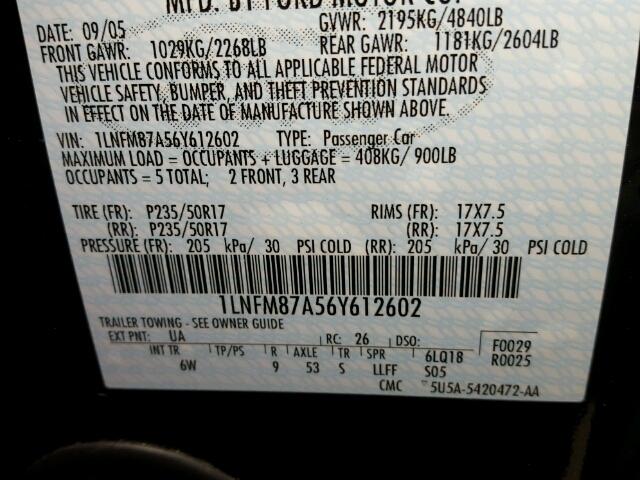 MFD. BY FORD MOTOR CO.
DATE: 09/05 GVWR: 2195KG/4840LB
FRONT GAWR: 1029KG/2268LB REAR GAWR: 1181KG/2604LB
THIS VEHICLE CONFORMS TO ALL APPLICABLE FEDERAL MOTOR
VEHICLE SAFETY, BUMPER, AND THEFT PREVENTION STANDARDS
IN EFFECT ON THE DATE OF MANUFACTURE SHOWN ABOVE.
VIN: 1LNFM87A56Y612602 TYPE: Passenger Car
MAXIMUM LOAD = OCCUPANTS + LUGGAGE = 408KG/ 900LB
OCCUPANTS = 5 TOTAL; 2 FRONT, 3 REAR
TIRE (FR): P235/50R17 RIMS (FR): 17X7.5
(RR): P235/50R17 (RR): 17X7.5
PRESSURE (FR): 205 kPa/ 30 PSI COLD (RR): 205 kPa/ 30 PSI COLD
1LNFM87A56Y612602
TRAILER TOWING - SEE OWNER GUIDE
EXT PNT: UA RC: 26 DSO: F0029
INT TR TP/PS R AXLE TR SPR 6LQ18 R0025
6W 9 53 S LLFF S05
CMC 5U5A-5420472-AA